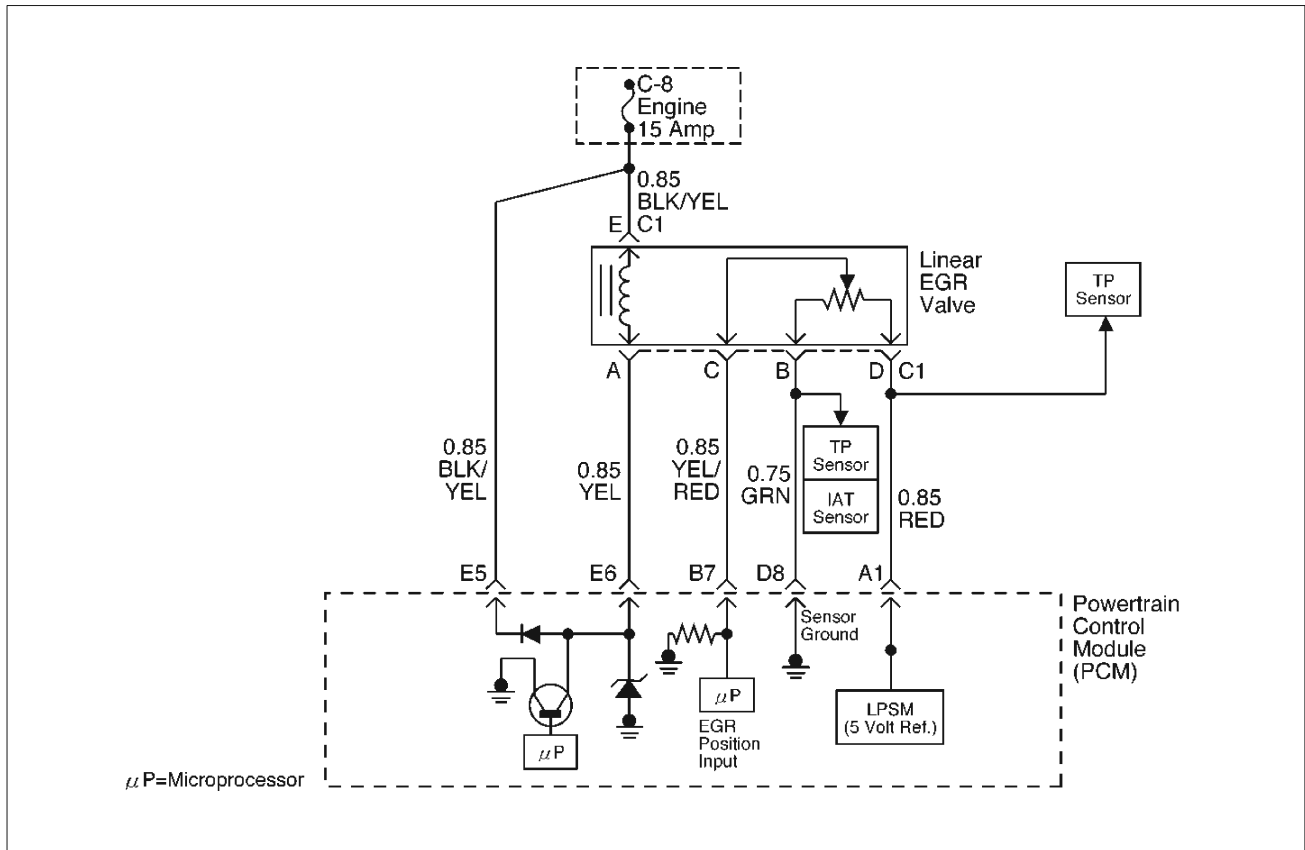 C-8
Engine
15 Amp
0.85
BLK/YEL
E C1
Linear
EGR
Valve
TP
Sensor
A C B D C1
0.85
BLK/
YEL
0.85
YEL
0.85
YEL/
RED
0.75
GRN
TP
Sensor
IAT
Sensor
0.85
RED
E5 E6 B7 D8 A1
Powertrain
Control
Module
(PCM)
Sensor
Ground
μP
EGR
Position
Input
LPSM
(5 Volt Ref.)
μP
μP=Microprocessor